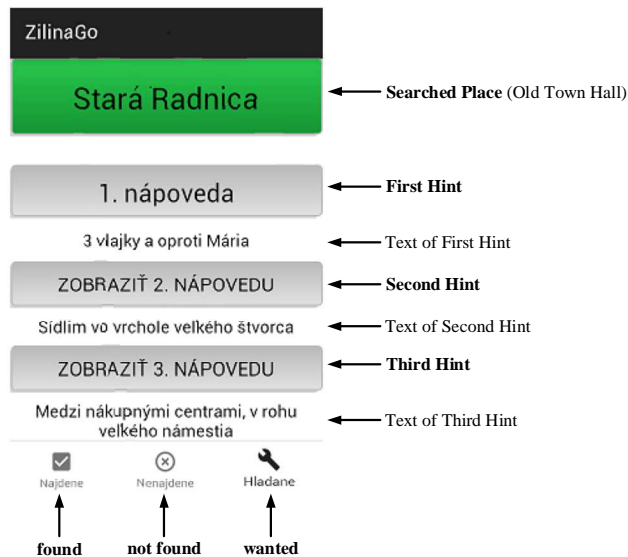 ZilinaGo
Stará Radnica
Searched Place (Old Town Hall)
1. nápoveda
First Hint
3 vlajky a oproti Mária
Text of First Hint
ZOBRAZIŤ 2. NÁPOVEDU
Second Hint
Sídlim vo vrchole veľkého štvorca
Text of Second Hint
ZOBRAZIŤ 3. NÁPOVEDU
Third Hint
Medzi nákupnými centrami, v rohu
veľkého námestia
Text of Third Hint
Najdene
Nenajdene
Hladane
found
not found
wanted